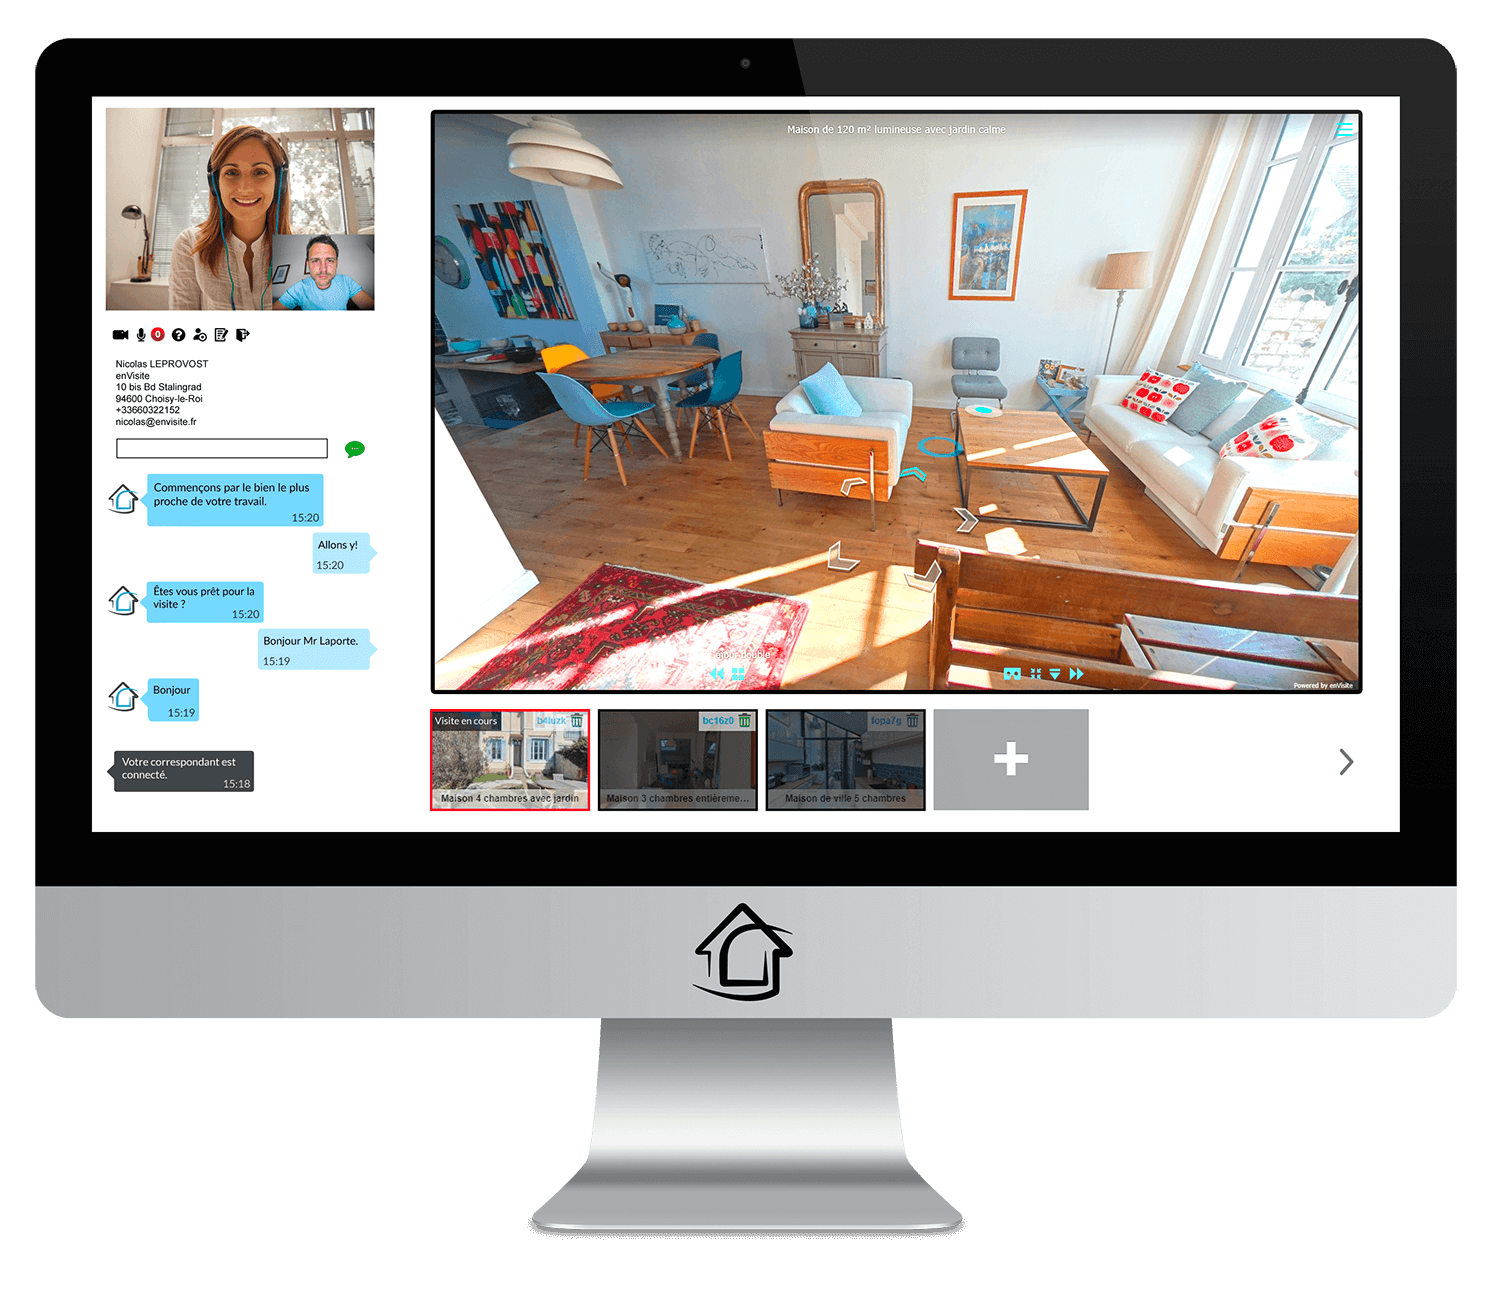 0
Nicolas LEPROVOST
enVisite
10 bis Bd Stalingrad
94600 Choisy-le-Roi
+33660322152
nicolas@envisite.fr
Commençons par le bien le plus
proche de votre travail.
15:20
Allons y!
15:20
Êtes vous prêt pour la
visite ?
15:20
Bonjour Mr Laporte.
15:19
Bonjour
15:19
Votre correspondant est
connecté.
15:18
Maison de 120 m² lumineuse avec jardin calme
double
Powered by enVisite
Visite en cours
b4luzk
Maison 4 chambres avec jardin
bc16z0
Maison 3 chambres entièreme...
lopa7g
Maison de ville 5 chambres